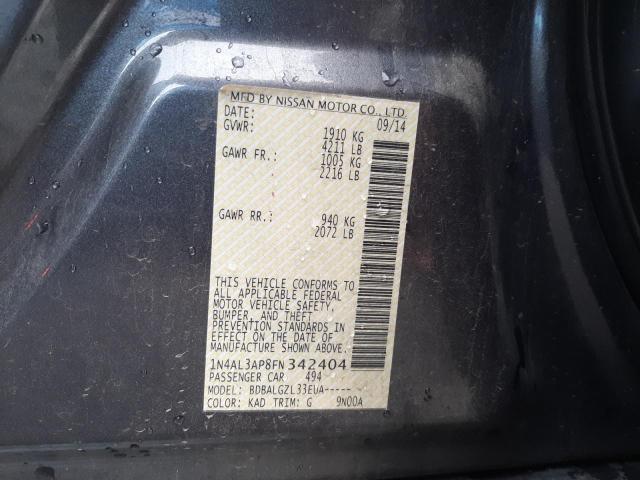 MFD BY NISSAN MOTOR CO., LTD.
DATE: 09/14
GVWR: 1910 KG
4211 LB
GAWR FR.: 1005 KG
2216 LB
GAWR RR.: 940 KG
2072 LB
THIS VEHICLE CONFORMS TO
ALL APPLICABLE FEDERAL
MOTOR VEHICLE SAFETY,
BUMPER, AND THEFT
PREVENTION STANDARDS IN
EFFECT ON THE DATE OF
MANUFACTURE SHOWN ABOVE.
1N4AL3AP8FN342404
PASSENGER CAR 494
MODEL: BDBALGZL33EUA-----
COLOR: KAD TRIM: G 9N00A